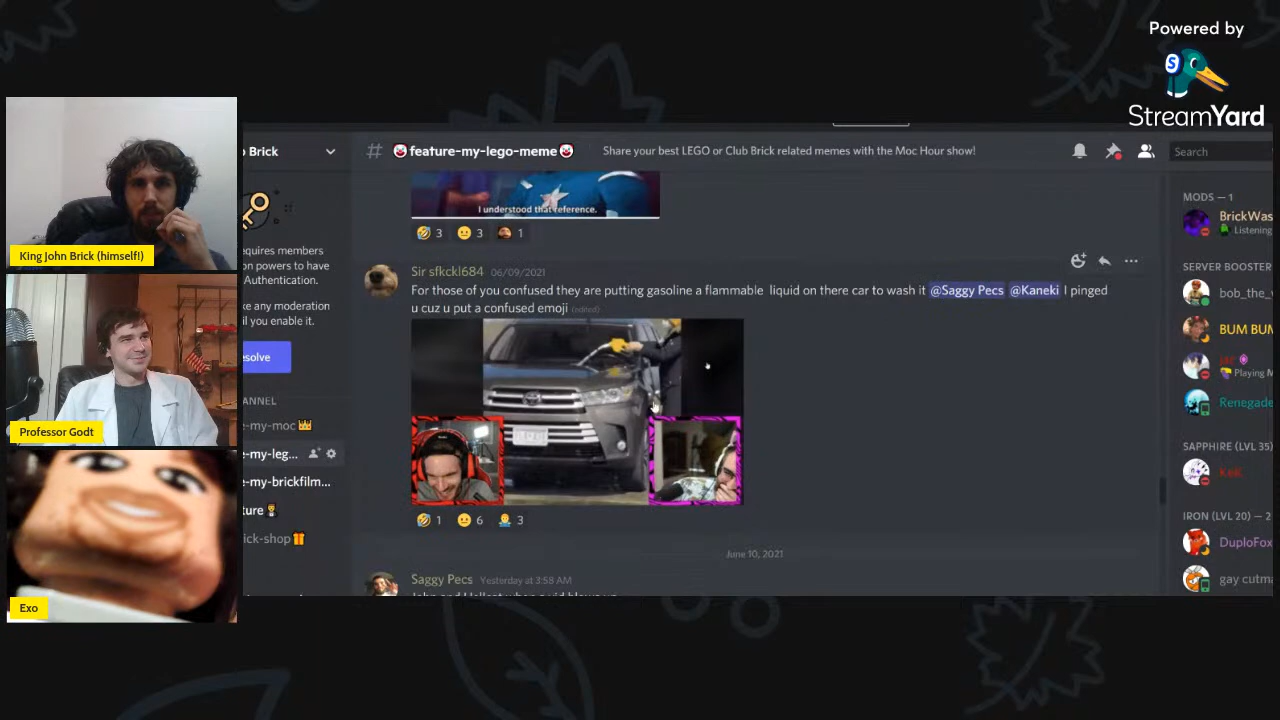 Powered by
StreamYard
King John Brick (himself!)
Professor Godt
Exo
Brick
# feature-my-lego-meme
Share your best LEGO or Club Brick related memes with the Moc Hour show!
Search
equires members
on powers to have
Authentication.
ke any moderation
il you enable it.
esolve
ANNEL
e-my-moc
e-my-leg...
e-my-brickfilm...
ture
ick-shop
I understood that reference.
3
3
1
Sir sfkckl684 06/09/2021
For those of you confused they are putting gasoline a flammable liquid on there car to wash it @Saggy Pecs @Kaneki I pinged
u cuz u put a confused emoji (edited)
1
6
3
June 10, 2021
Saggy Pecs Yesterday at 3:58 AM
MODS — 1
BrickWas
Listening
SERVER BOOSTER
bob_the_
BUM BUM
Playing M
Renegade
SAPPHIRE (LVL 35)
IRON (LVL 20) — 2
DuploFox
gay cutma